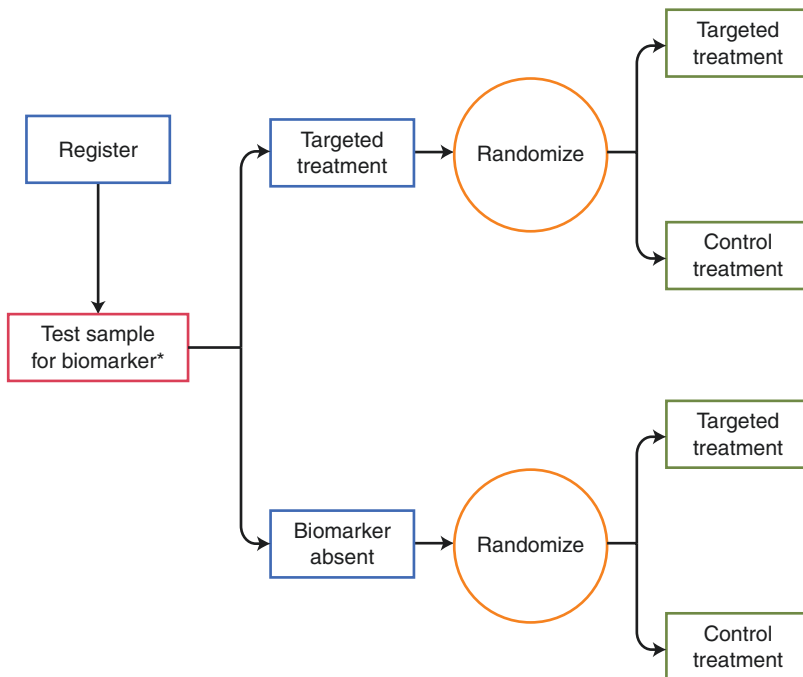 Register
Test sample
for biomarker*
Targeted
treatment
Randomize
Targeted
treatment
Control
treatment
Biomarker
absent
Randomize
Targeted
treatment
Control
treatment